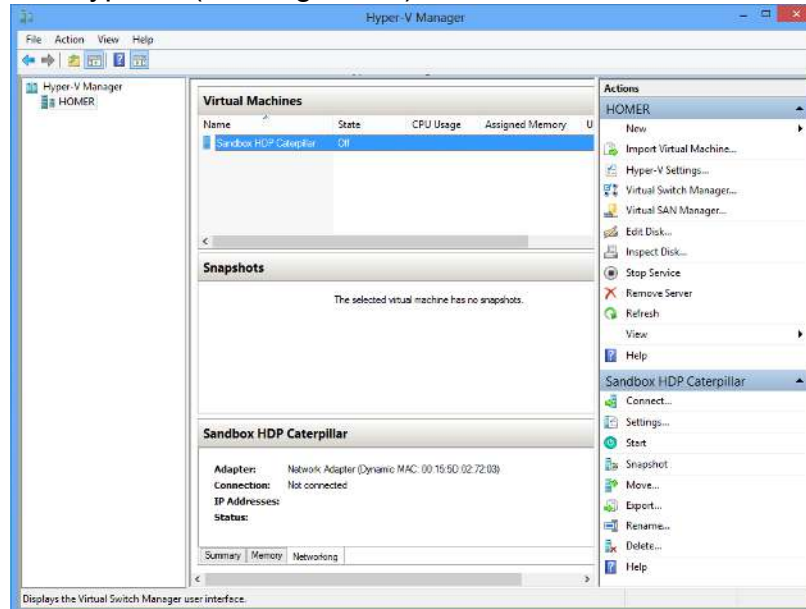 Hyper-V Manager
File Action View Help
Hyper-V Manager
HOMER
Virtual Machines
Name State CPU Usage Assigned Memory U
Sandbox HDP Caterpillar Off
Snapshots
The selected virtual machine has no snapshots.
Sandbox HDP Caterpillar
Adapter: Network Adapter (Dynamic MAC: 00:15:5D:02:72:03)
Connection: Not connected
IP Addresses:
Status:
Summary Memory Networking
Actions
HOMER
New
Import Virtual Machine...
Hyper-V Settings...
Virtual Switch Manager...
Virtual SAN Manager...
Edit Disk...
Inspect Disk...
Stop Service
Remove Server
Refresh
View
Help
Sandbox HDP Caterpillar
Connect...
Settings...
Start
Snapshot
Move...
Export...
Rename...
Delete...
Help
Displays the Virtual Switch Manager user interface.